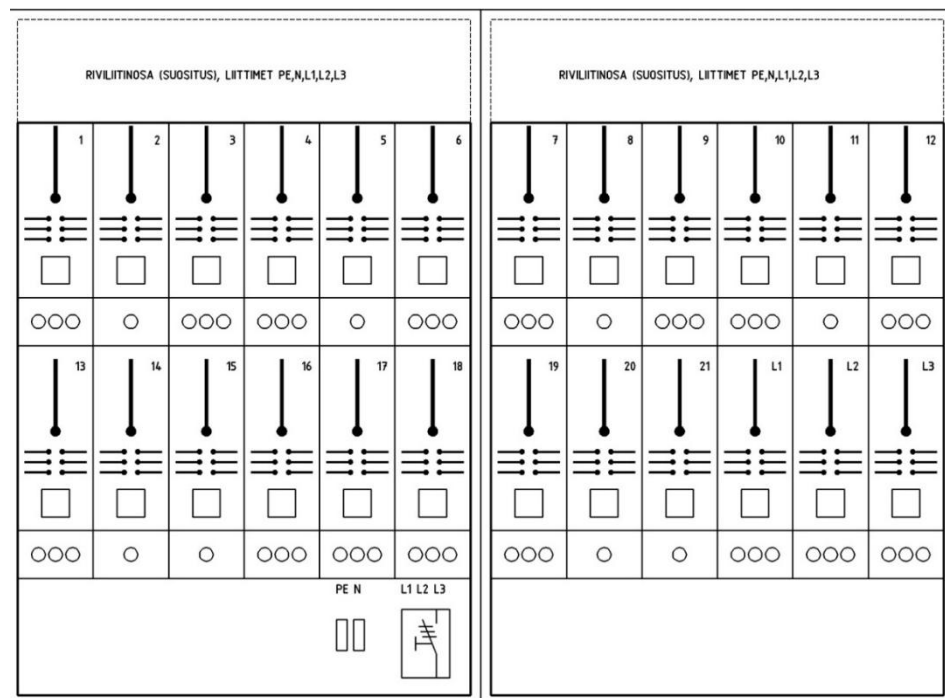 RIVILIITINOSA (SUOSITUS), LIITTIMET PE,N,L1,L2,L3
RIVILIITINOSA (SUOSITUS), LIITTIMET PE,N,L1,L2,L3
1 2 3 4 5 6
7 8 9 10 11 12
13 14 15 16 17 18
19 20 21 L1 L2 L3
PE N L1 L2 L3